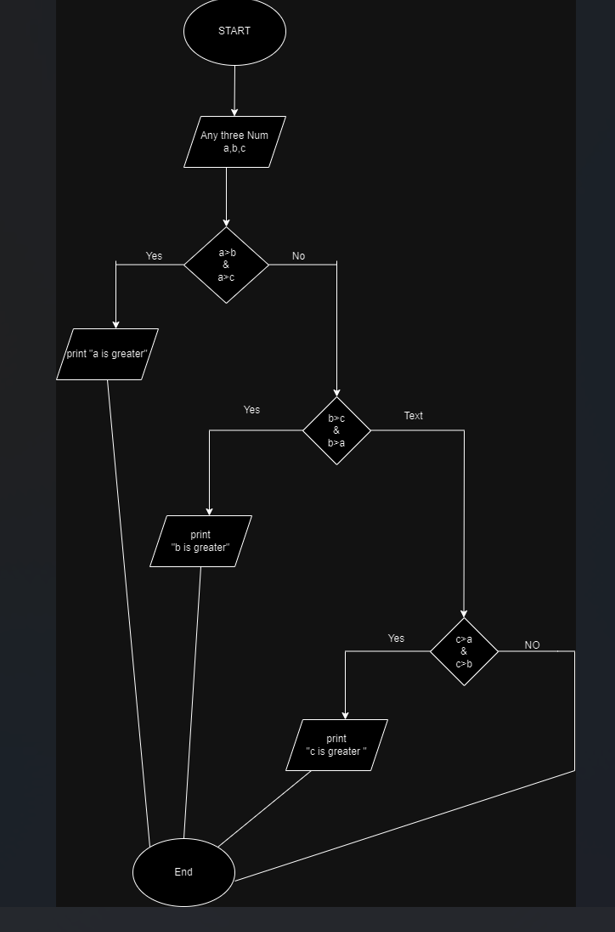 START
Any three Num
a,b,c
a>b
&
a>c
Yes
No
print "a is greater"
b>c
&
b>a
Yes
Text
print
"b is greater"
c>a
&
c>b
Yes
NO
print
"c is greater "
End